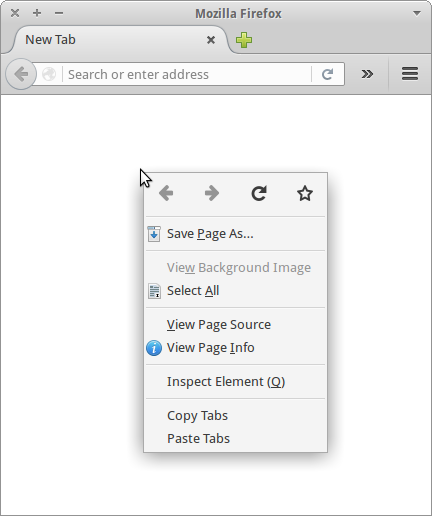 Mozilla Firefox
New Tab
Search or enter address
Save Page As...
View Background Image
Select All
View Page Source
View Page Info
Inspect Element (Q)
Copy Tabs
Paste Tabs